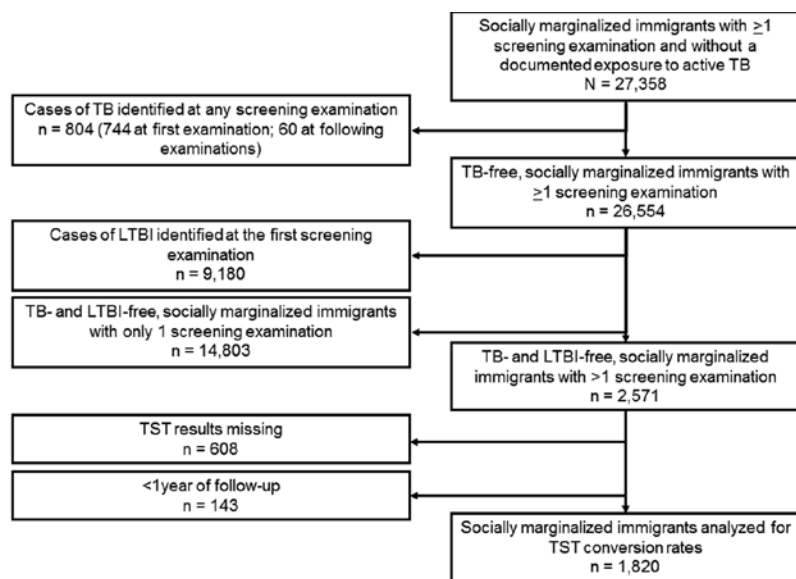 Socially marginalized immigrants with ≥1
screening examination and without a
documented exposure to active TB
N = 27,358
Cases of TB identified at any screening examination
n = 804 (744 at first examination; 60 at following
examinations)
TB-free, socially marginalized immigrants with
≥1 screening examination
n = 26,554
Cases of LTBI identified at the first screening
examination
n = 9,180
TB- and LTBI-free, socially marginalized immigrants
with only 1 screening examination
n = 14,803
TB- and LTBI-free, socially marginalized
immigrants with >1 screening examination
n = 2,571
TST results missing
n = 608
<1year of follow-up
n = 143
Socially marginalized immigrants analyzed for
TST conversion rates
n = 1,820